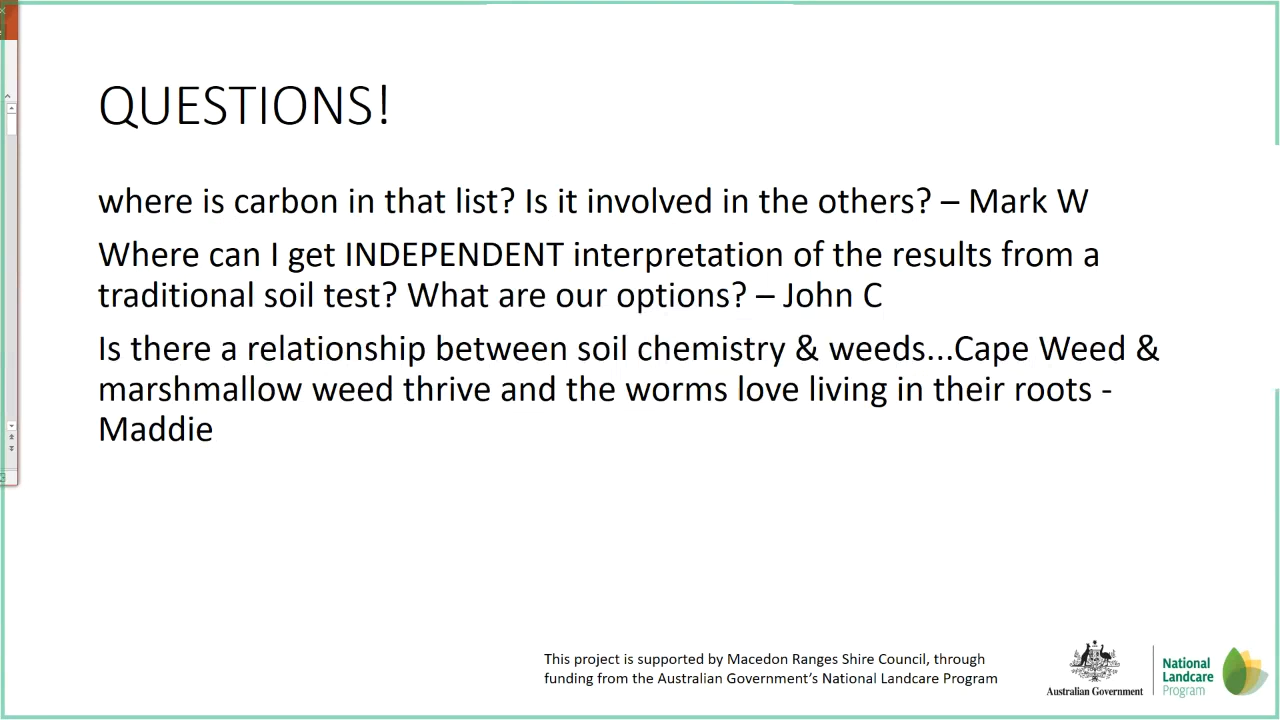 QUESTIONS!
where is carbon in that list? Is it involved in the others? – Mark W
Where can I get INDEPENDENT interpretation of the results from a
traditional soil test? What are our options? – John C
Is there a relationship between soil chemistry & weeds...Cape Weed &
marshmallow weed thrive and the worms love living in their roots -
Maddie
This project is supported by Macedon Ranges Shire Council, through
funding from the Australian Government's National Landcare Program
Australian Government
National
Landcare
Program